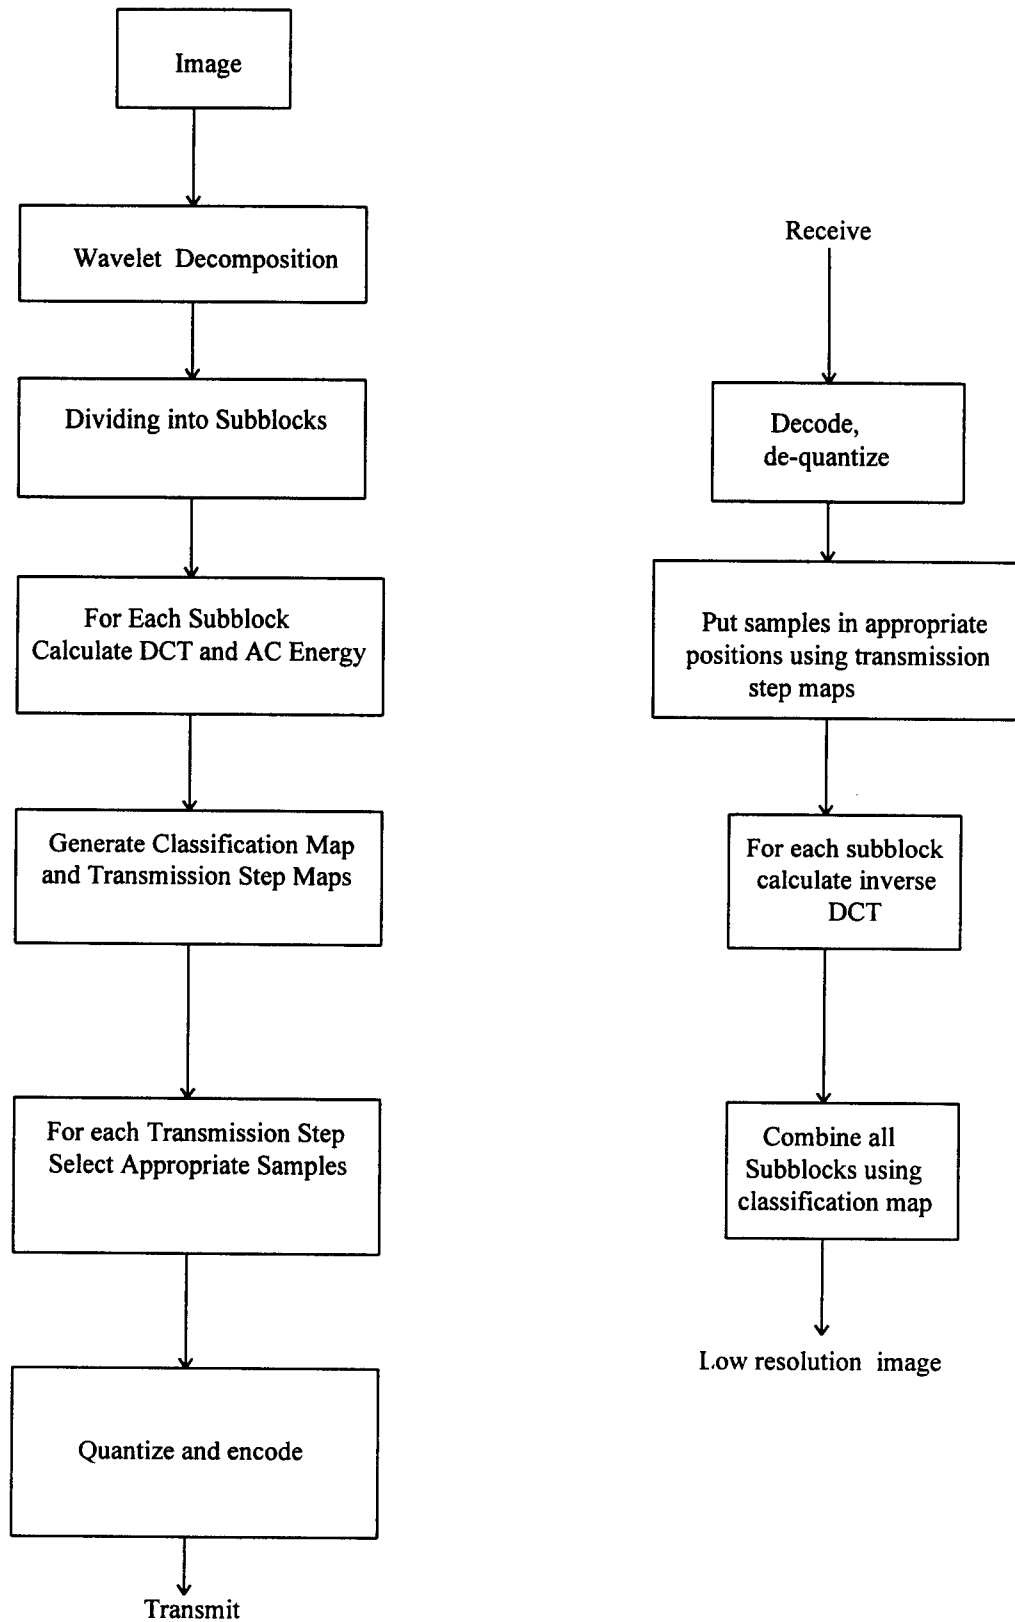 Image
Wavelet Decomposition
Dividing into Subblocks
For Each Subblock
Calculate DCT and AC Energy
Generate Classification Map
and Transmission Step Maps
For each Transmission Step
Select Appropriate Samples
Quantize and encode
Transmit
Receive
Decode,
de-quantize
Put samples in appropriate
positions using transmission
step maps
For each subblock
calculate inverse
DCT
Combine all
Subblocks using
classification map
Low resolution image